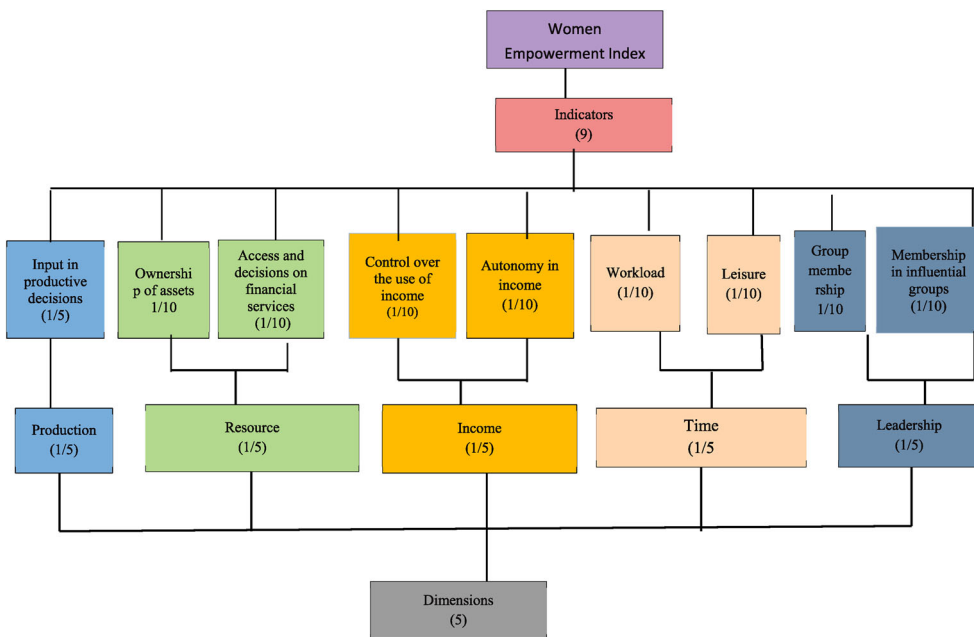 Women
Empowerment Index
Indicators
(9)
Input in
productive
decisions
(1/5)
Ownershi
p of assets
1/10
Access and
decisions on
financial
services
(1/10)
Control over
the use of
income
(1/10)
Autonomy in
income
(1/10)
Workload
(1/10)
Leisure
(1/10)
Group
membe
rship
1/10
Membership
in influential
groups
(1/10)
Production
(1/5)
Resource
(1/5)
Income
(1/5)
Time
(1/5
Leadership
(1/5)
Dimensions
(5)